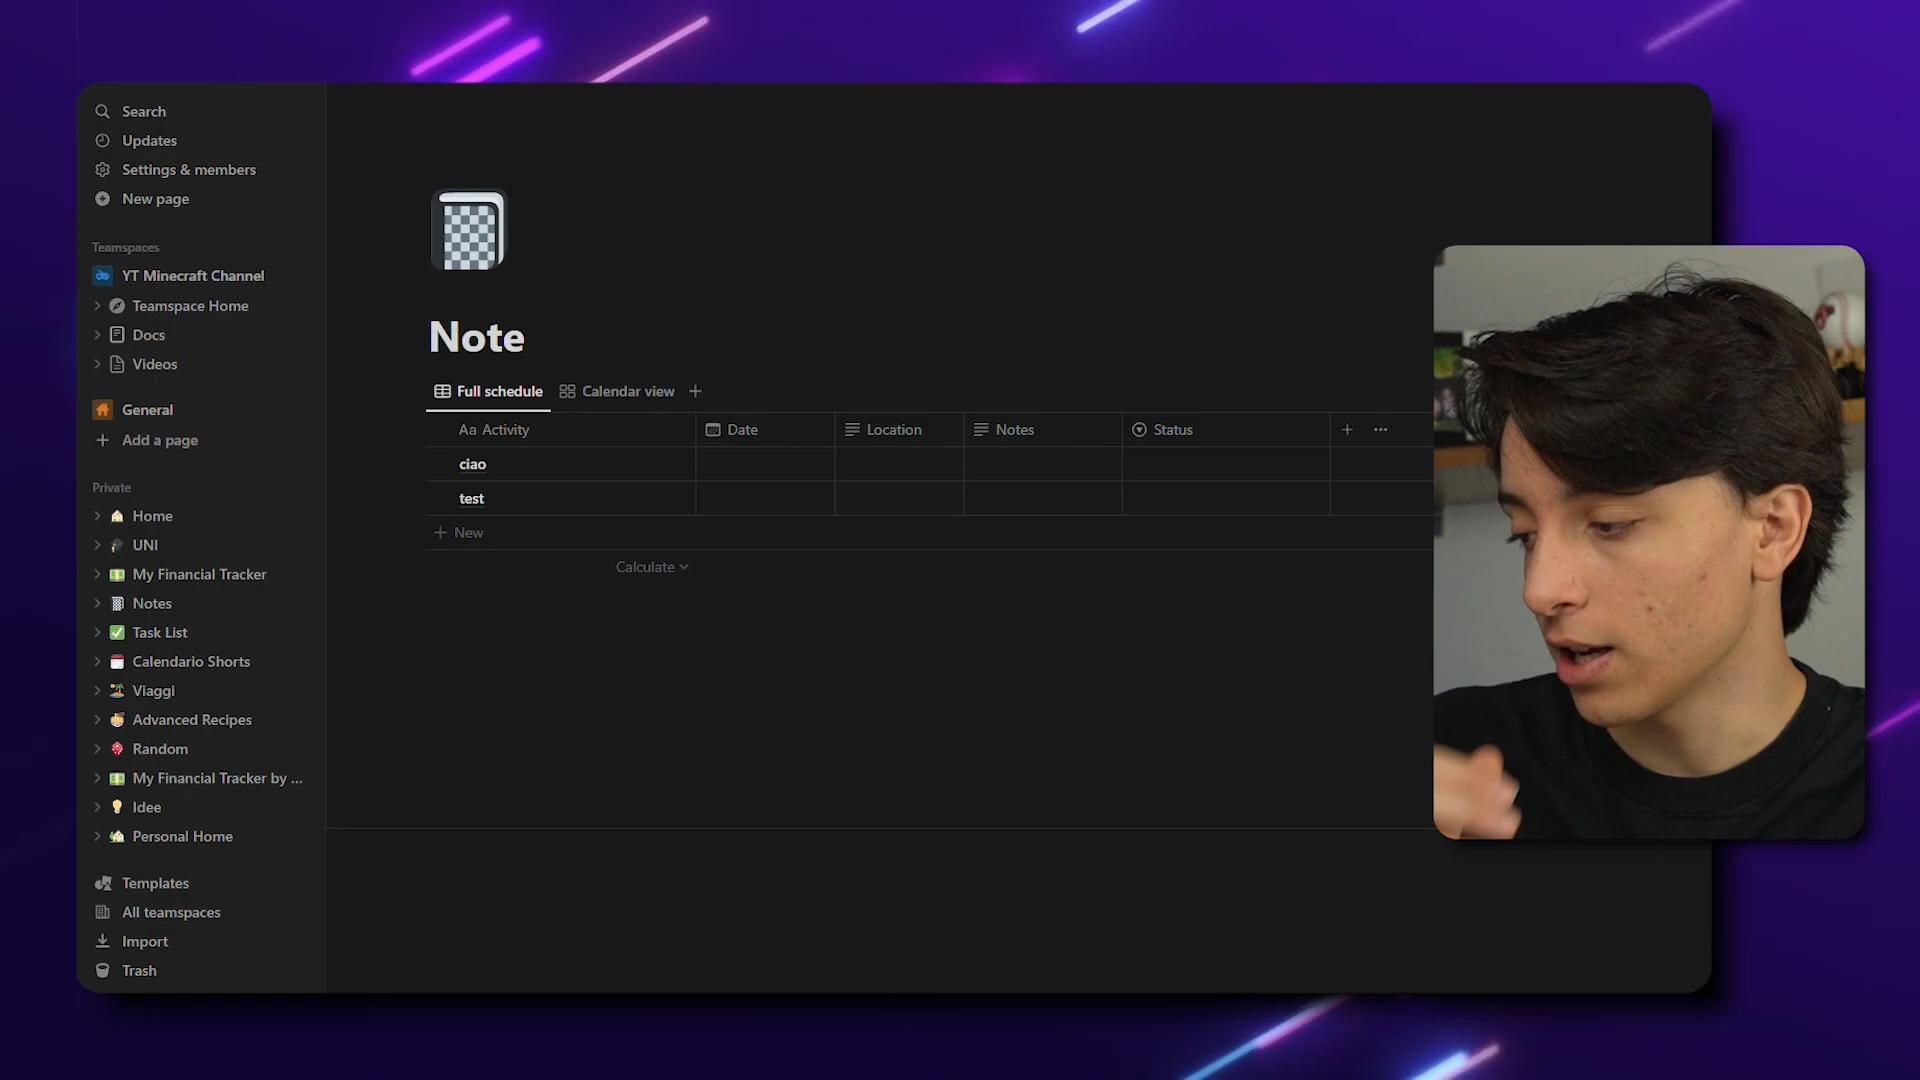 Search
Updates
Settings & members
New page
Teamspaces
YT Minecraft Channel
Teamspace Home
Docs
Videos
General
Add a page
Private
Home
UNI
My Financial Tracker
Notes
Task List
Calendario Shorts
Viaggi
Advanced Recipes
Random
My Financial Tracker by ...
Idee
Personal Home
Templates
All teamspaces
Import
Trash
Note
Full schedule Calendar view +
Aa Activity Date Location Notes Status + ...
ciao
test
+ New
Calculate